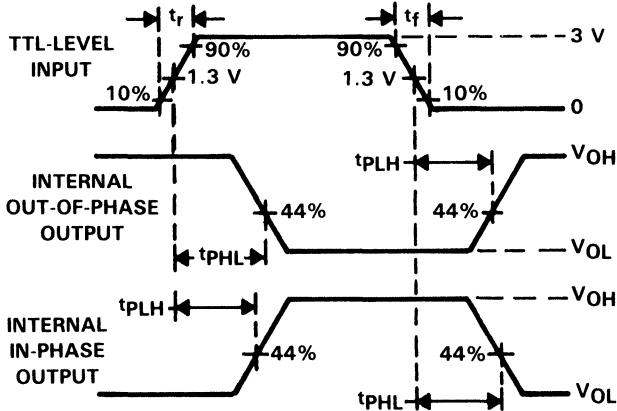 tr
tf
TTL-LEVEL
INPUT
90%
90%
3 V
1.3 V
1.3 V
10%
10%
0
INTERNAL
OUT-OF-PHASE
OUTPUT
tPLH
VOH
44%
44%
tPHL
VOL
INTERNAL
IN-PHASE
OUTPUT
tPLH
VOH
44%
44%
tPHL
VOL